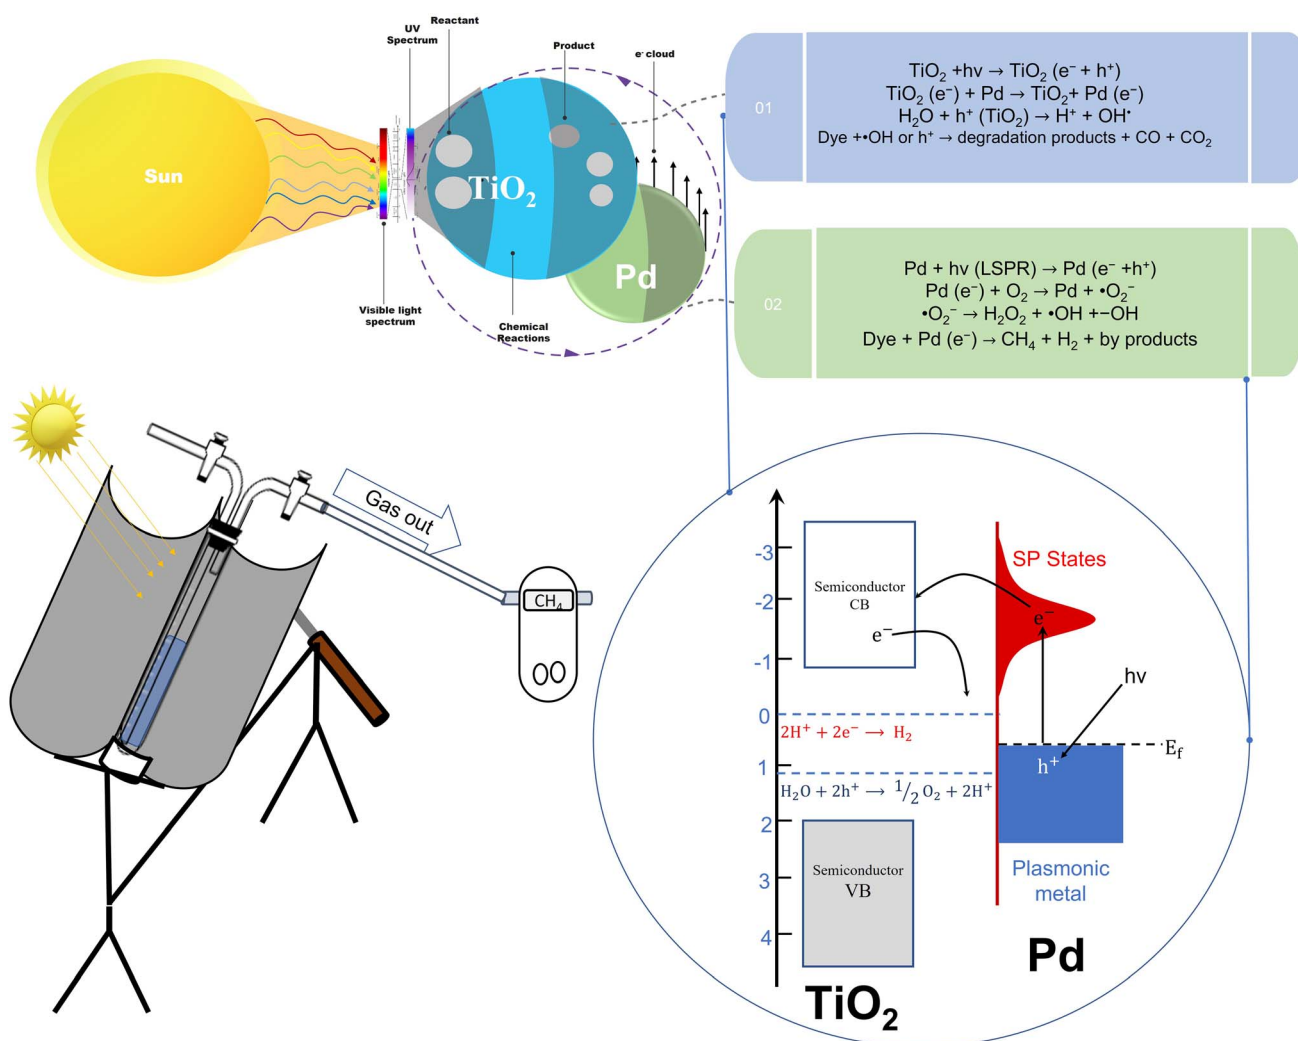 Sun
UV
Spectrum
Reactant
Product
e⁻ cloud
TiO₂
Pd
Visible light
spectrum
Chemical
Reactions
01
TiO₂ +hv → TiO₂ (e⁻ + h⁺)
TiO₂ (e⁻) + Pd → TiO₂+ Pd (e⁻)
H₂O + h⁺ (TiO₂) → H⁺ + OH•
Dye +•OH or h⁺ → degradation products + CO + CO₂
02
Pd + hv (LSPR) → Pd (e⁻ +h⁺)
Pd (e⁻) + O₂ → Pd + •O₂⁻
•O₂⁻ → H₂O₂ + •OH +−OH
Dye + Pd (e⁻) → CH₄ + H₂ + by products
Gas out
CH₄
-3
-2
-1
0
1
2
3
4
Semiconductor
CB
e⁻
SP States
e⁻
hv
2H⁺ + 2e⁻ → H₂
E_f
h⁺
H₂O + 2h⁺ → 1/2 O₂ + 2H⁺
Semiconductor
VB
Plasmonic
metal
Pd
TiO₂